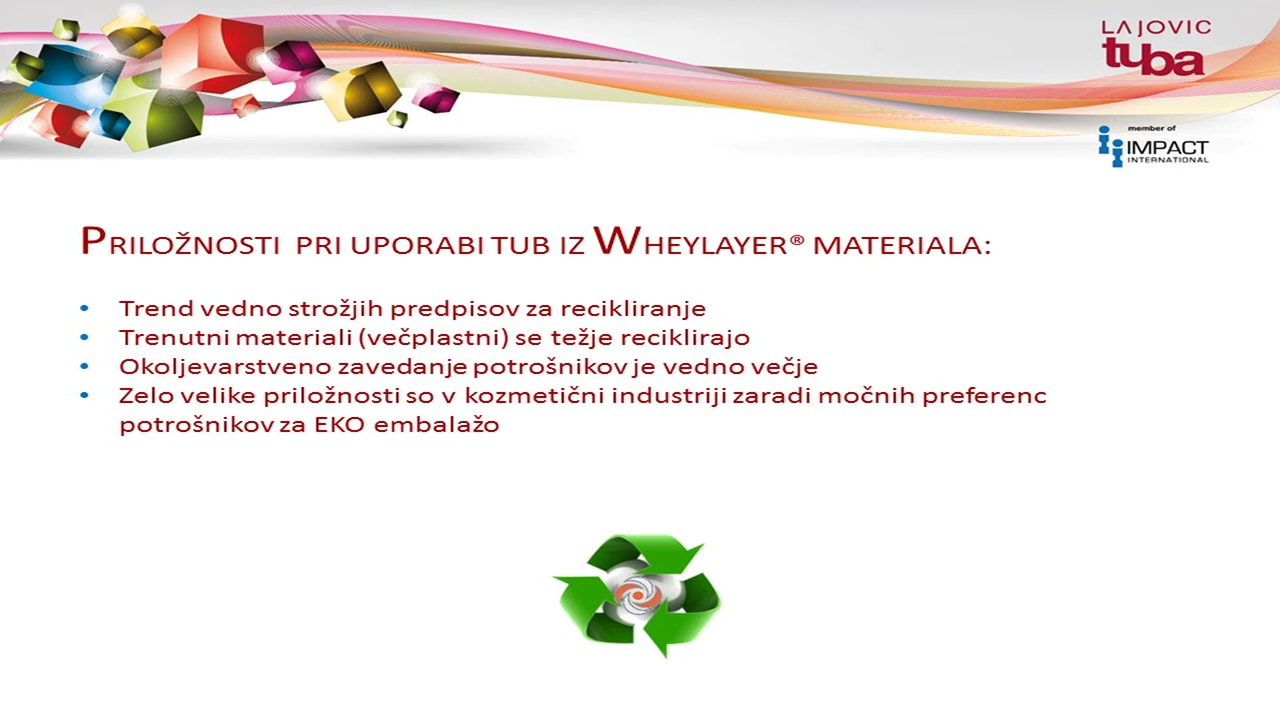 LAJOVIC
tuba
member of
IMPACT
INTERNATIONAL
PRILOŽNOSTI PRI UPORABI TUB IZ WHEYLAYER® MATERIALA:
• Trend vedno strožjih predpisov za recikliranje
• Trenutni materiali (večplastni) se težje reciklirajo
• Okoljevarstveno zavedanje potrošnikov je vedno večje
• Zelo velike priložnosti so v kozmetični industriji zaradi močnih preferenc
potrošnikov za EKO embalažo